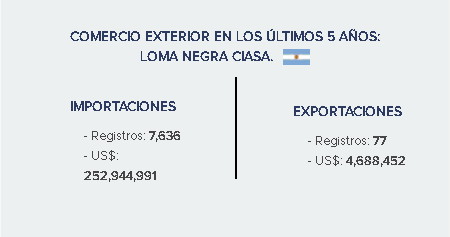 COMERCIO EXTERIOR EN LOS ÚLTIMOS 5 AÑOS:
LOMA NEGRA CIASA.
IMPORTACIONES
- Registros: 7,636
- US$:
252,944,991
EXPORTACIONES
- Registros: 77
- US$: 4,688,452